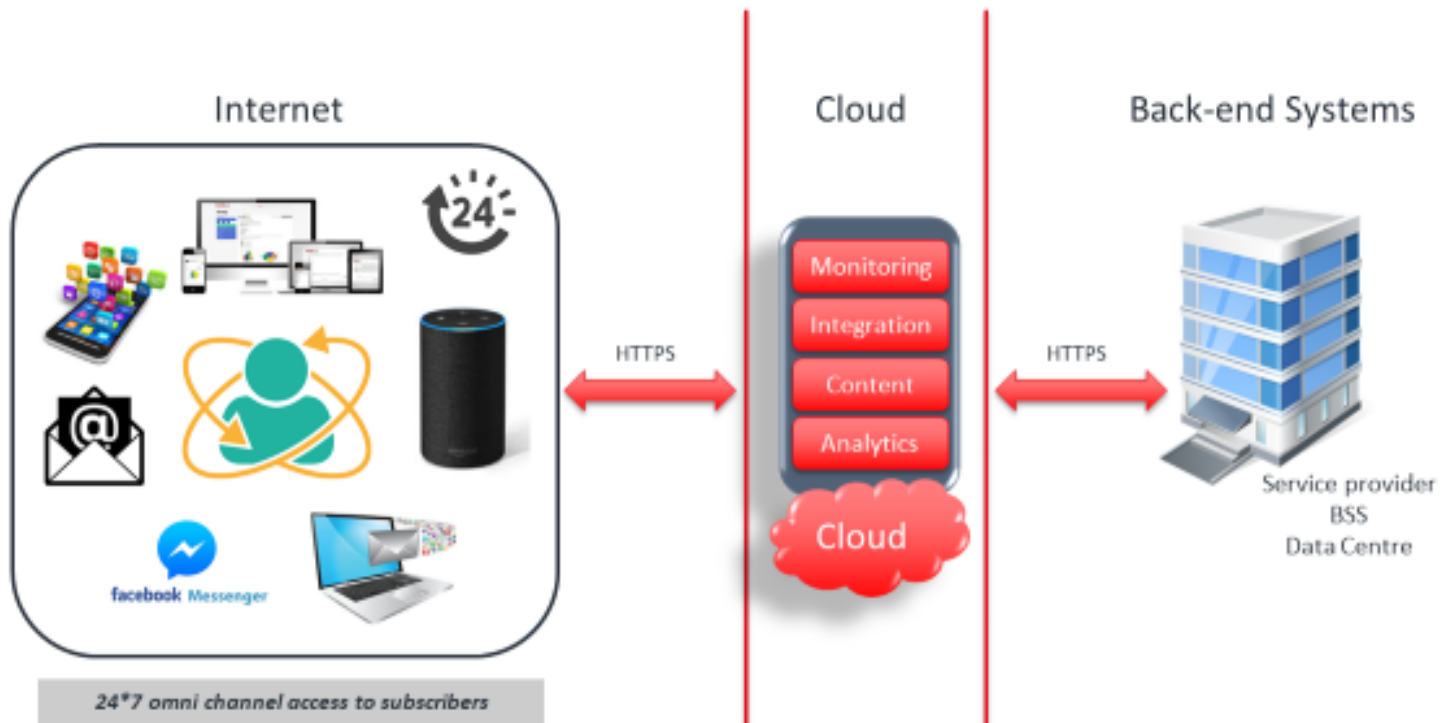 Internet
Cloud
Back-end Systems
24
Monitoring
Integration
Content
Analytics
HTTPS
HTTPS
@
Cloud
Service provider
BSS
Data Centre
facebook Messenger
24*7 omni channel access to subscribers